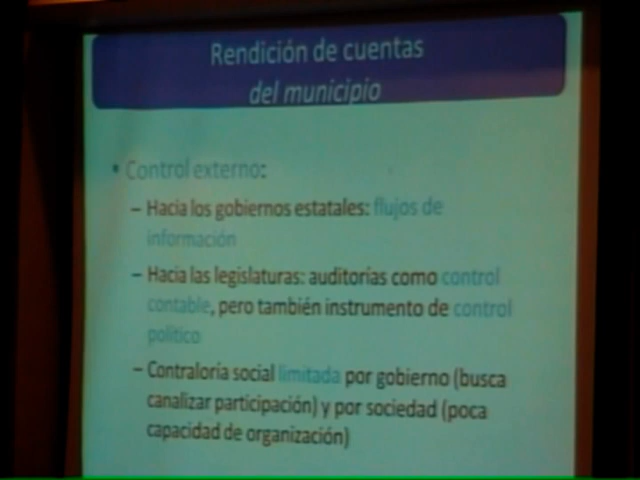 Rendición de cuentas
del municipio
• Control externo:
– Hacia los gobiernos estatales: flujos de
información
– Hacia las legislaturas: auditorías como control
contable, pero también instrumento de control
político
– Contraloría social limitada por gobierno (busca
canalizar participación) y por sociedad (poca
capacidad de organización)